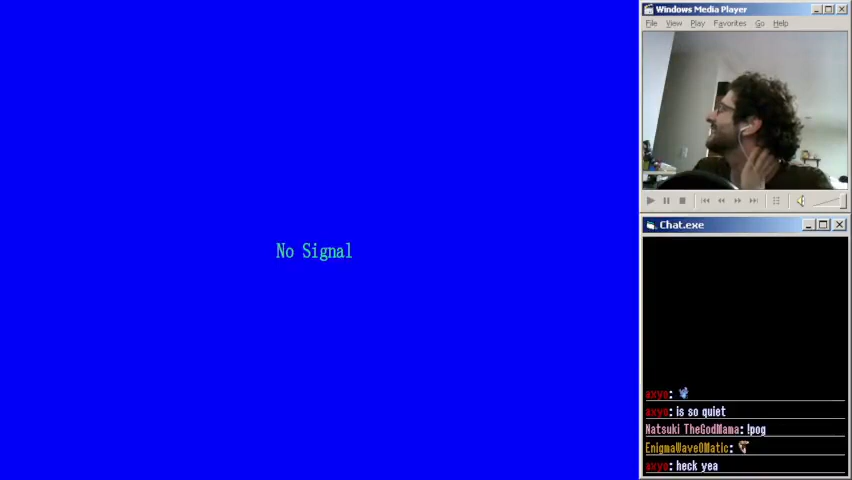 Windows Media Player
File View Play Favorites Go Help
No Signal
Chat.exe
axyo:
axyo: is so quiet
Natsuki TheGodMama: !pog
EnigmaWaveOMatic:
axyo: heck yea